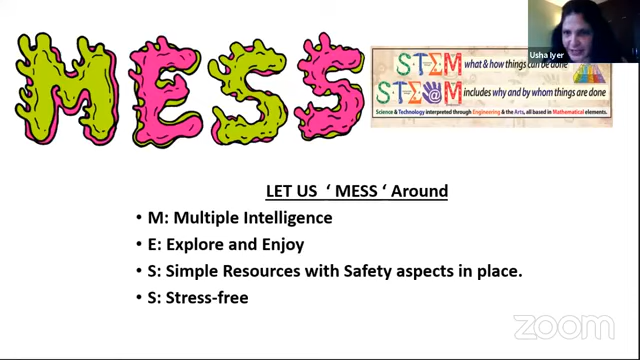 MESS
Usha Iyer
STEM what & how things can be done
STE@M includes why and by whom things are done
Science & Technology interpreted through Engineering & the Arts, all based in Mathematical elements.
LET US ‘ MESS ‘ Around
• M: Multiple Intelligence
• E: Explore and Enjoy
• S: Simple Resources with Safety aspects in place.
• S: Stress-free
zoom